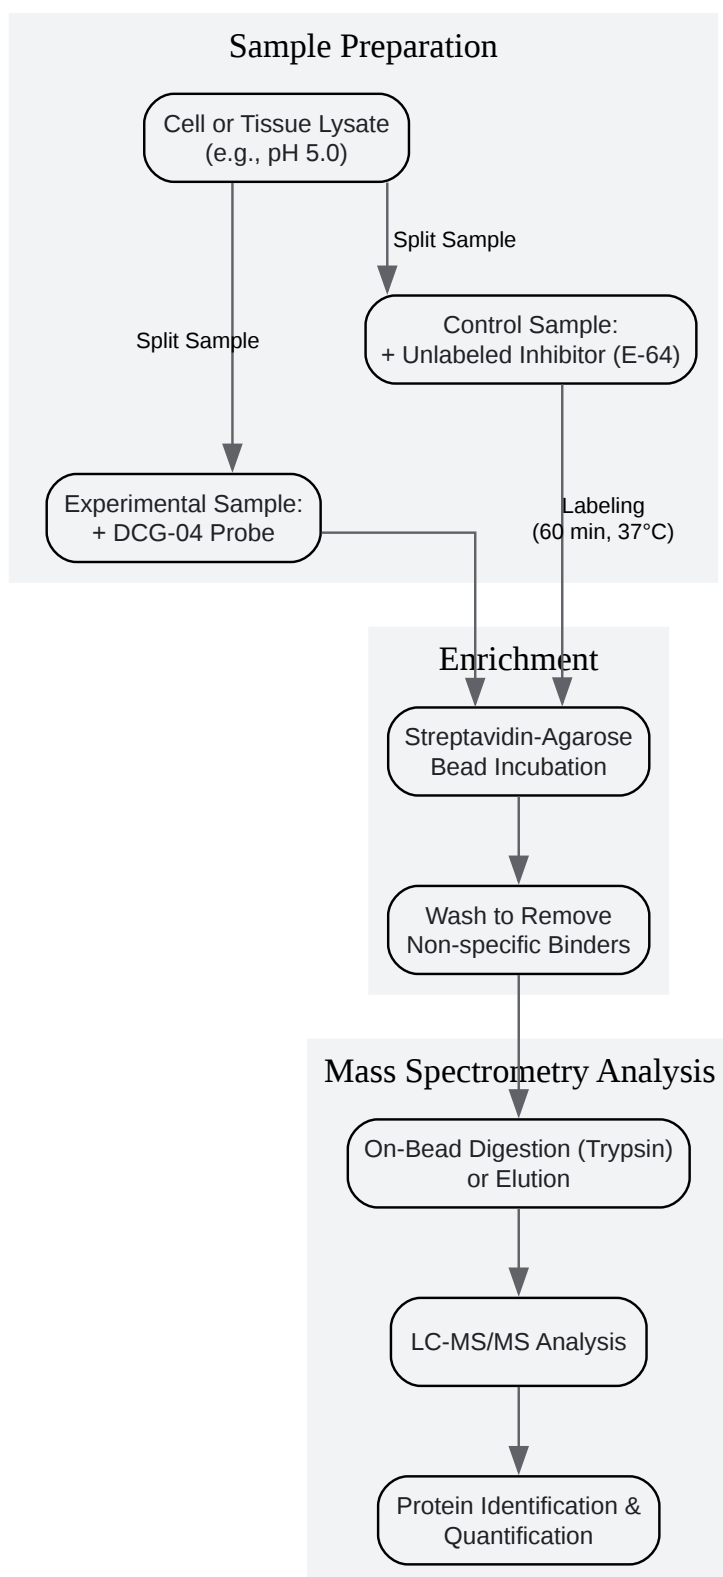 Sample Preparation
Cell or Tissue Lysate
(e.g., pH 5.0)
Split Sample
Control Sample:
+ Unlabeled Inhibitor (E-64)
Split Sample
Experimental Sample:
+ DCG-04 Probe
Labeling
(60 min, 37°C)
Enrichment
Streptavidin-Agarose
Bead Incubation
Wash to Remove
Non-specific Binders
Mass Spectrometry Analysis
On-Bead Digestion (Trypsin)
or Elution
LC-MS/MS Analysis
Protein Identification &
Quantification